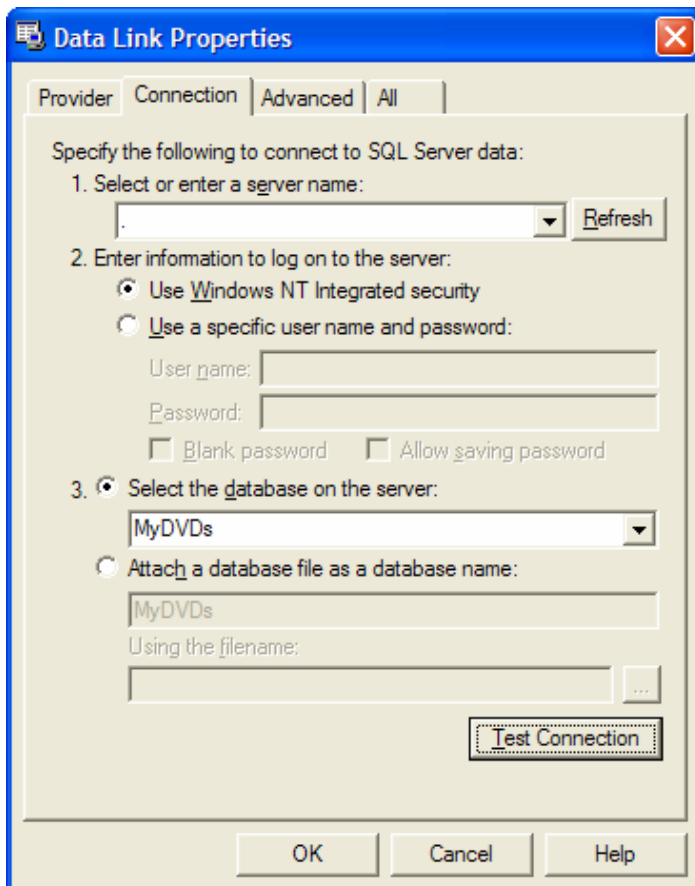 Data Link Properties
Provider Connection Advanced All
Specify the following to connect to SQL Server data:
1. Select or enter a server name:
. Refresh
2. Enter information to log on to the server:
Use Windows NT Integrated security
Use a specific user name and password:
User name:
Password:
Blank password Allow saving password
3. Select the database on the server:
MyDVDs
Attach a database file as a database name:
MyDVDs
Using the filename:
...
Test Connection
OK Cancel Help